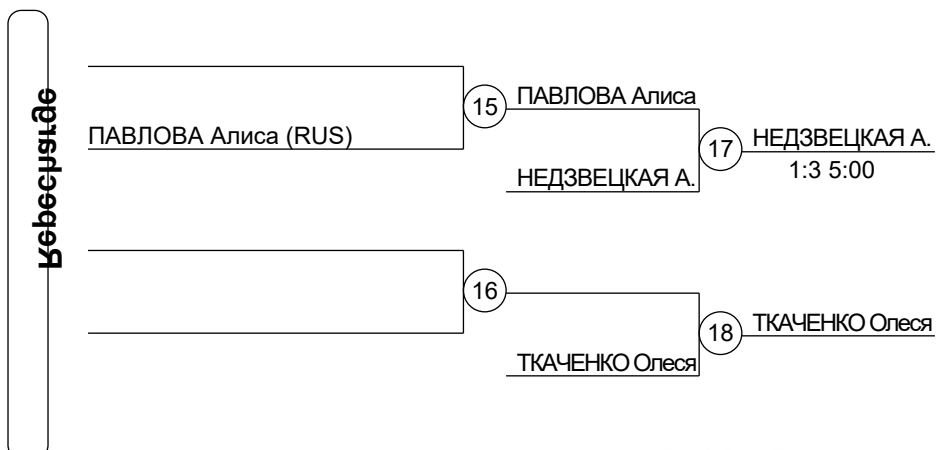 Repecharge
ПАВЛОВА Алиса (RUS)
15
ПАВЛОВА Алиса
НЕДЗВЕЦКАЯ А.
17
НЕДЗВЕЦКАЯ А.
1:3 5:00
16
ТКАЧЕНКО Олеся
18
ТКАЧЕНКО Олеся